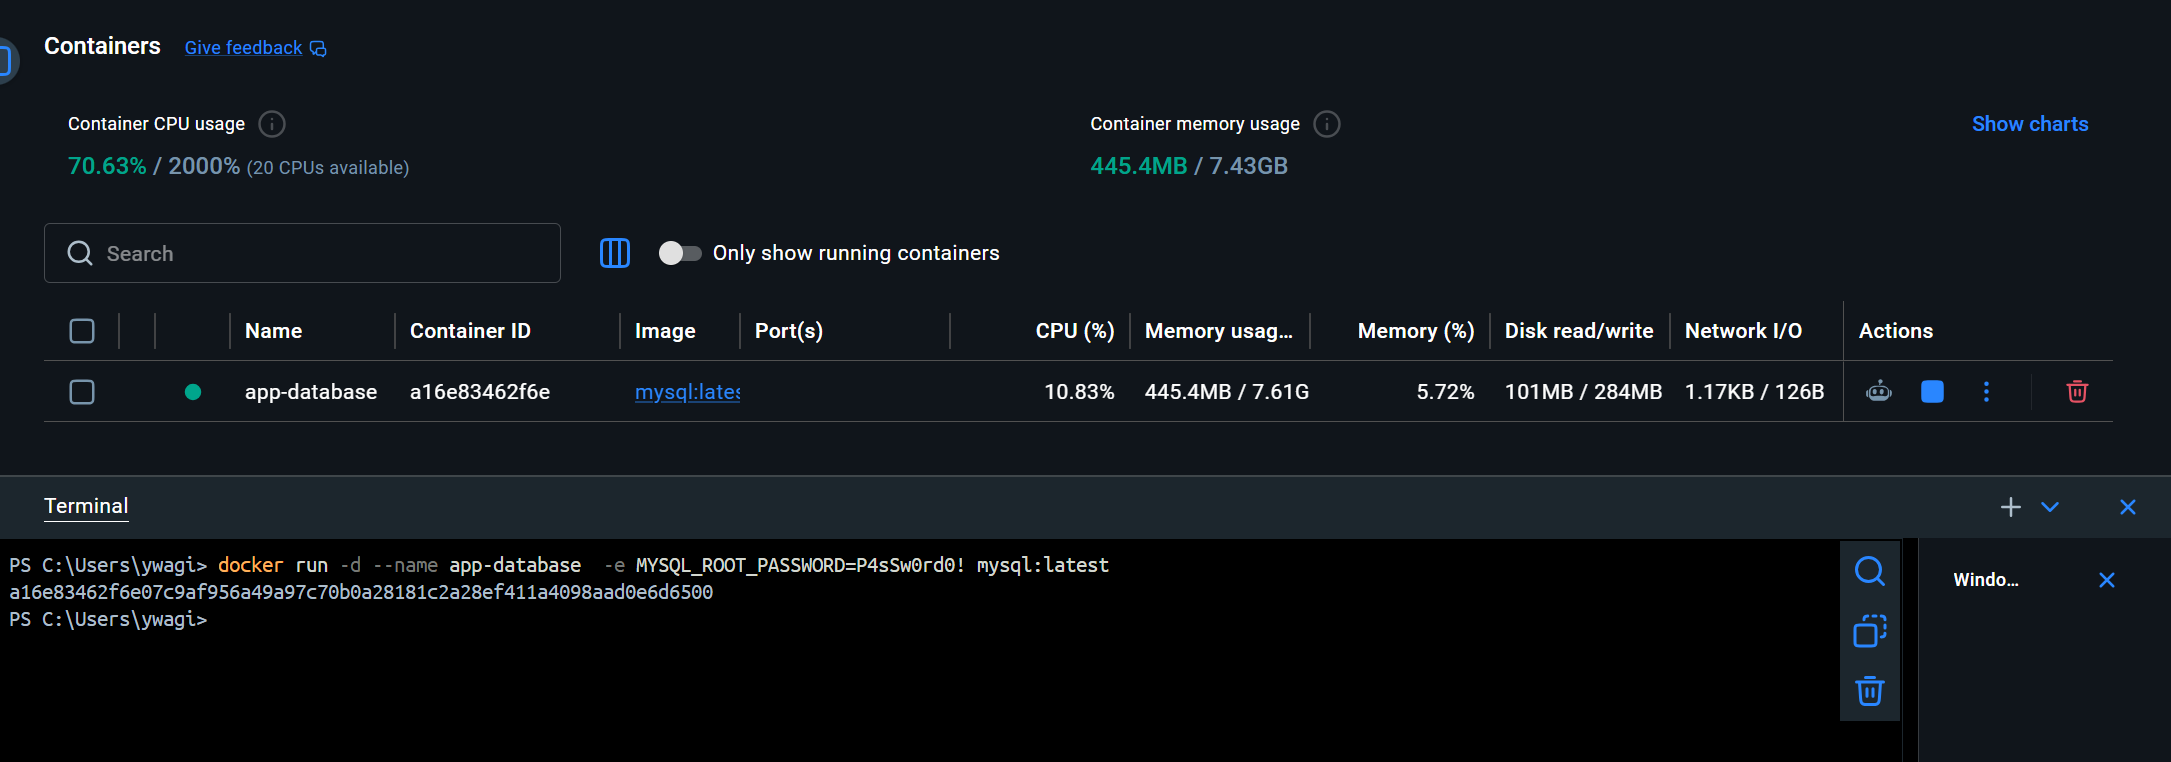 Containers Give feedback
Container CPU usage
70.63% / 2000% (20 CPUs available)
Container memory usage
445.4MB / 7.43GB
Show charts
Search
Only show running containers
Name Container ID Image Port(s) CPU (%) Memory usag... Memory (%) Disk read/write Network I/O Actions
app-database a16e83462f6e mysql:lates 10.83% 445.4MB / 7.61G 5.72% 101MB / 284MB 1.17KB / 126B
Terminal
PS C:\Users\ywagi> docker run -d --name app-database  -e MYSQL_ROOT_PASSWORD=P4sSw0rd0! mysql:latest
a16e83462f6e07c9af956a49a97c70b0a28181c2a28ef411a4098aad0e6d6500
PS C:\Users\ywagi>
Windo...